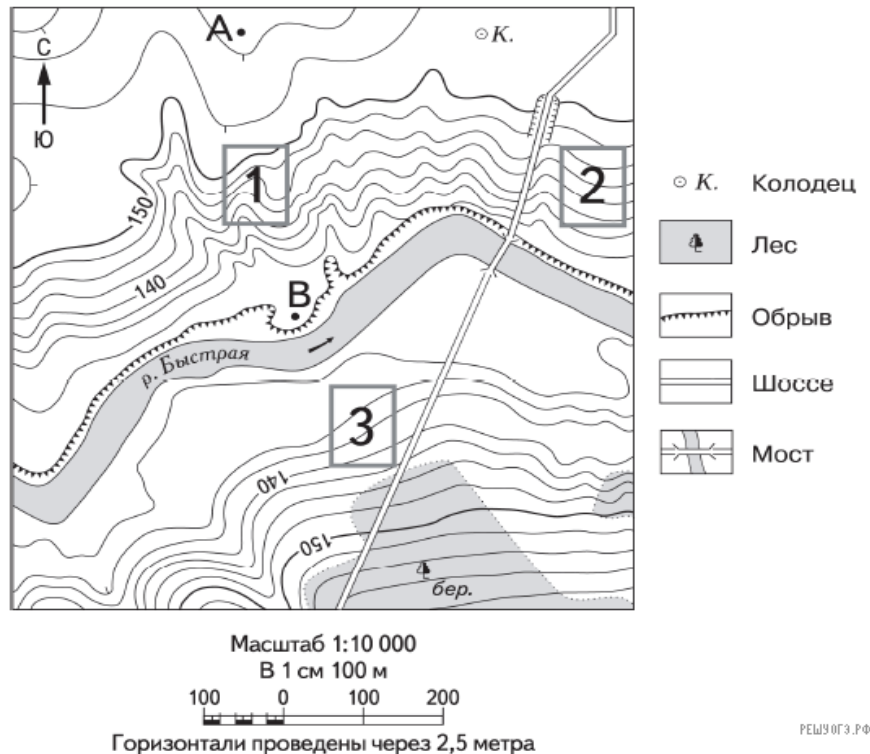 А
К.
С
Ю
1
2
150
140
В
р. Быстрая
3
140
150
бер.
К. Колодец
Лес
Обрыв
Шоссе
Мост
Масштаб 1:10 000
В 1 см 100 м
100 0 100 200
Горизонтали проведены через 2,5 метра
РЕШУОГЭ.РФ